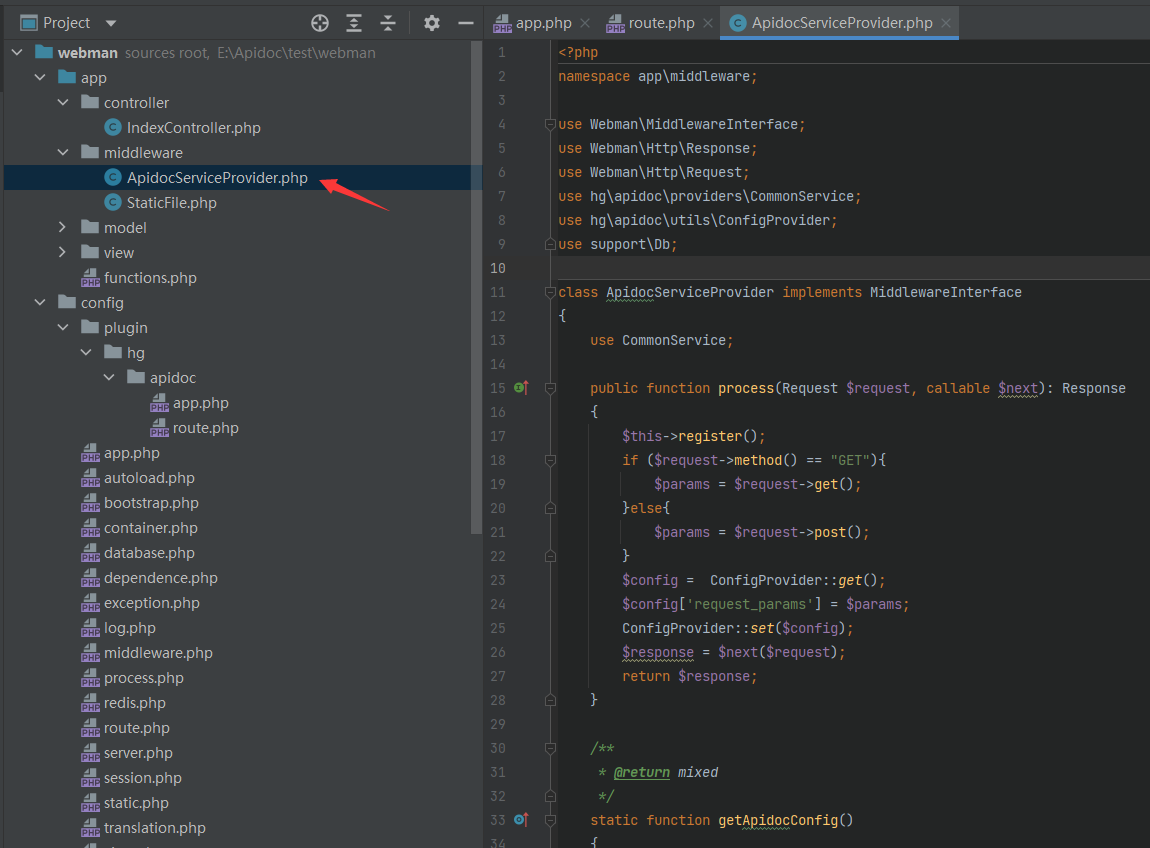 Project
webman sources root, E:\Apidoc\test\webman
app
controller
IndexController.php
middleware
ApidocServiceProvider.php
StaticFile.php
model
view
functions.php
config
plugin
hg
apidoc
app.php
route.php
app.php
autoload.php
bootstrap.php
container.php
database.php
dependence.php
exception.php
log.php
middleware.php
process.php
redis.php
route.php
server.php
session.php
static.php
translation.php
app.php route.php ApidocServiceProvider.php
1 <?php
2 namespace app\middleware;
3
4 use Webman\MiddlewareInterface;
5 use Webman\Http\Response;
6 use Webman\Http\Request;
7 use hg\apidoc\providers\CommonService;
8 use hg\apidoc\utils\ConfigProvider;
9 use support\Db;
10
11 class ApidocServiceProvider implements MiddlewareInterface
12 {
13 use CommonService;
14
15 public function process(Request $request, callable $next): Response
16 {
17 $this->register();
18 if ($request->method() == "GET"){
19 $params = $request->get();
20 }else{
21 $params = $request->post();
22 }
23 $config = ConfigProvider::get();
24 $config['request_params'] = $params;
25 ConfigProvider::set($config);
26 $response = $next($request);
27 return $response;
28 }
29
30 /**
31 * @return mixed
32 */
33 static function getApidocConfig()
34 {